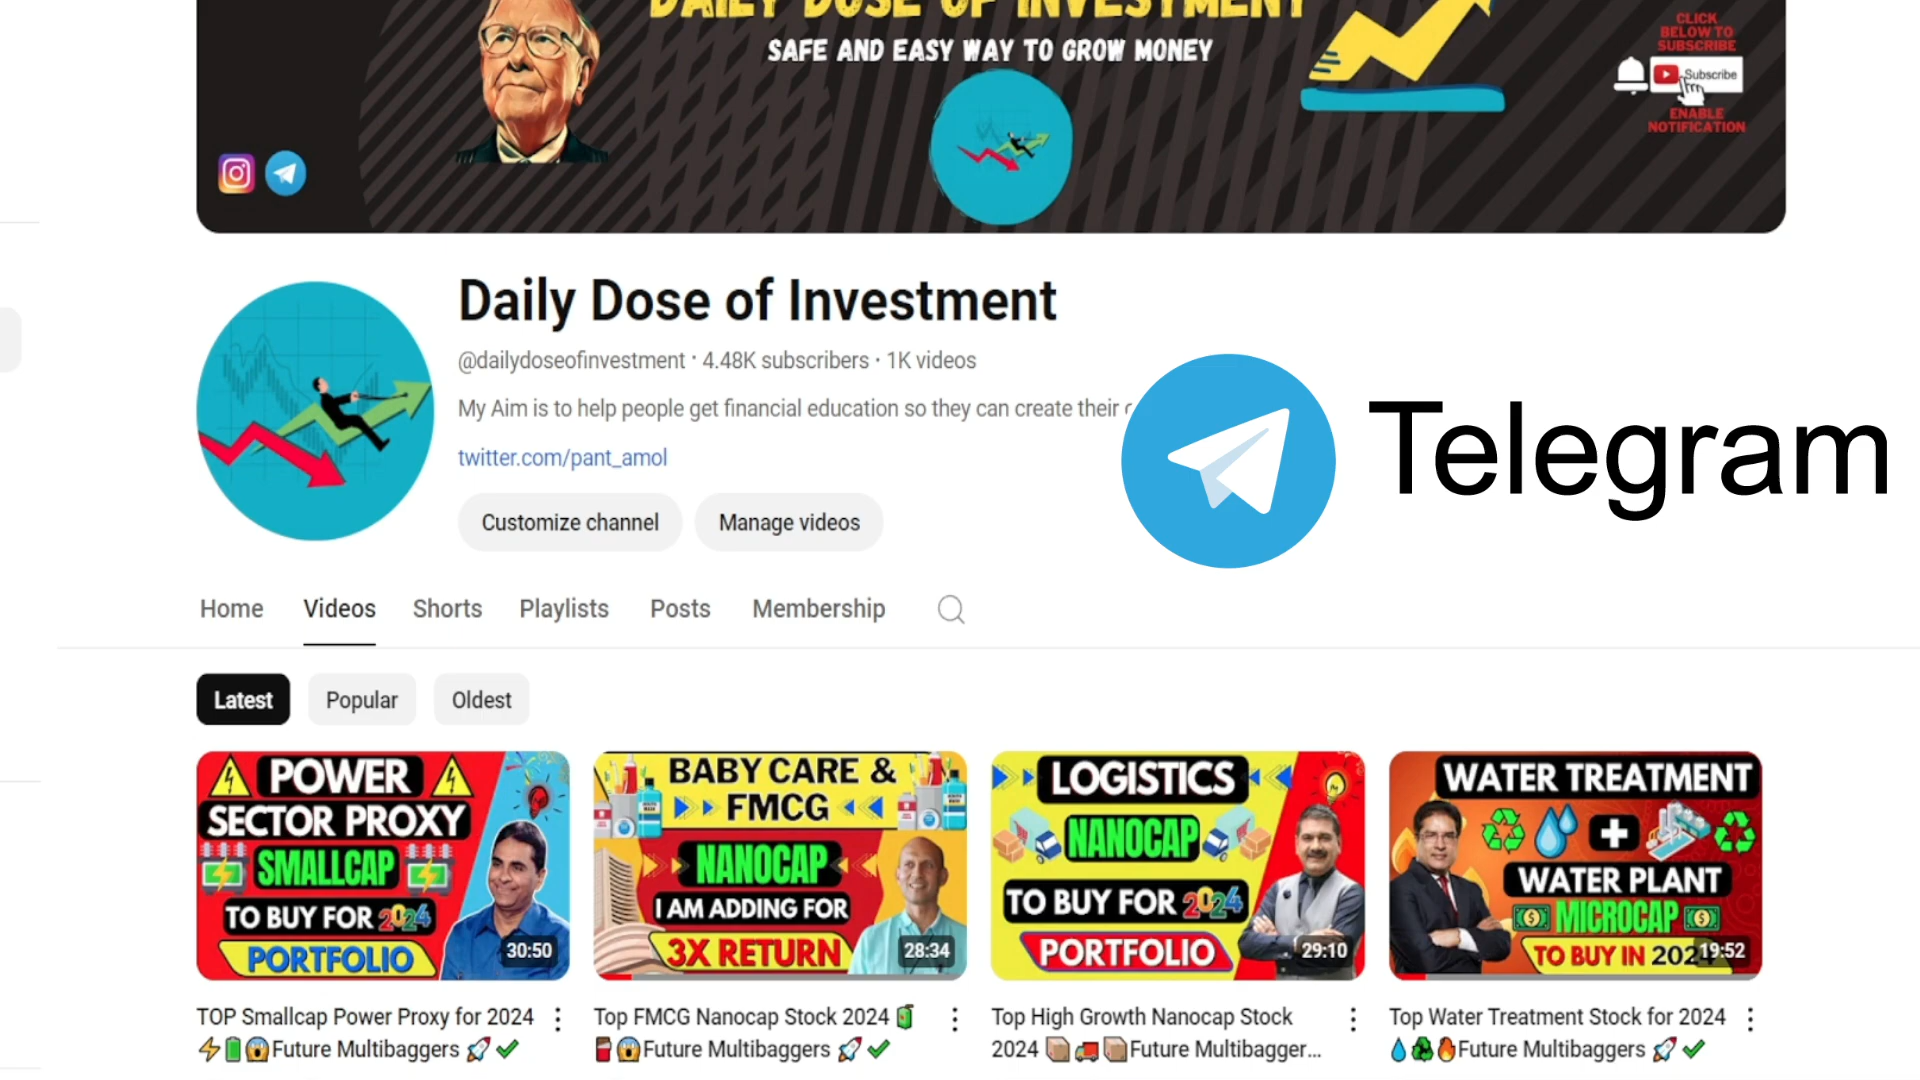 DAILY DOSE OF INVESTMENT
SAFE AND EASY WAY TO GROW MONEY
CLICK
BELOW TO
SUBSCRIBE
Subscribe
ENABLE
NOTIFICATION
Daily Dose of Investment
@dailydoseofinvestment · 4.48K subscribers · 1K videos
My Aim is to help people get financial education so they can create their
twitter.com/pant_amol
Customize channel
Manage videos
Telegram
Home Videos Shorts Playlists Posts Membership
Latest Popular Oldest
POWER
SECTOR PROXY
SMALLCAP
TO BUY FOR 2024
PORTFOLIO
30:50
BABY CARE &
FMCG
NANOCAP
I AM ADDING FOR
3X RETURN
28:34
LOGISTICS
NANOCAP
TO BUY FOR 2024
PORTFOLIO
29:10
WATER TREATMENT
+
WATER PLANT
MICROCAP
TO BUY IN 202
19:52
TOP Smallcap Power Proxy for 2024
⚡🔋😱Future Multibaggers 🚀✅
Top FMCG Nanocap Stock 2024 🧃
🥫😱Future Multibaggers 🚀✅
Top High Growth Nanocap Stock
2024 📦🚚📦Future Multibagger...
Top Water Treatment Stock for 2024
💧♻️🔥Future Multibaggers 🚀✅